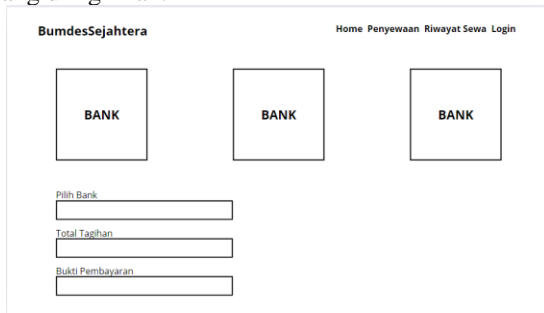 BumdesSejahtera
Home Penyewaan Riwayat Sewa Login
BANK BANK BANK
Pilih Bank
Total Tagihan
Bukti Pembayaran